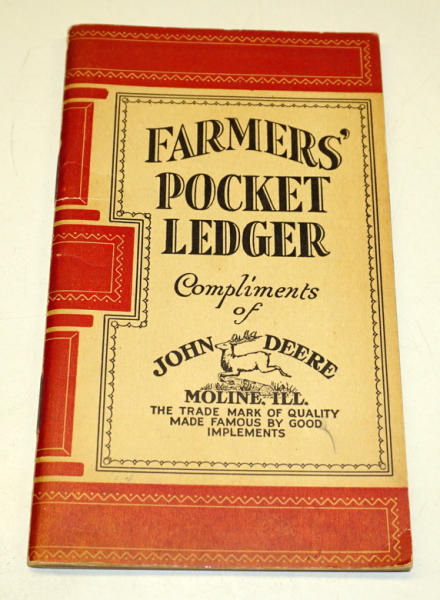 FARMERS'
POCKET
LEDGER
Compliments
of
JOHN DEERE
MOLINE, ILL.
THE TRADE MARK OF QUALITY
MADE FAMOUS BY GOOD
IMPLEMENTS